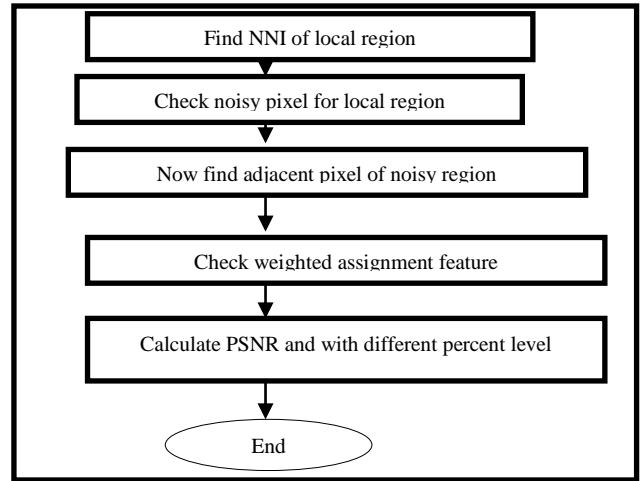 Find NNI of local region
Check noisy pixel for local region
Now find adjacent pixel of noisy region
Check weighted assignment feature
Calculate PSNR and with different percent level
End